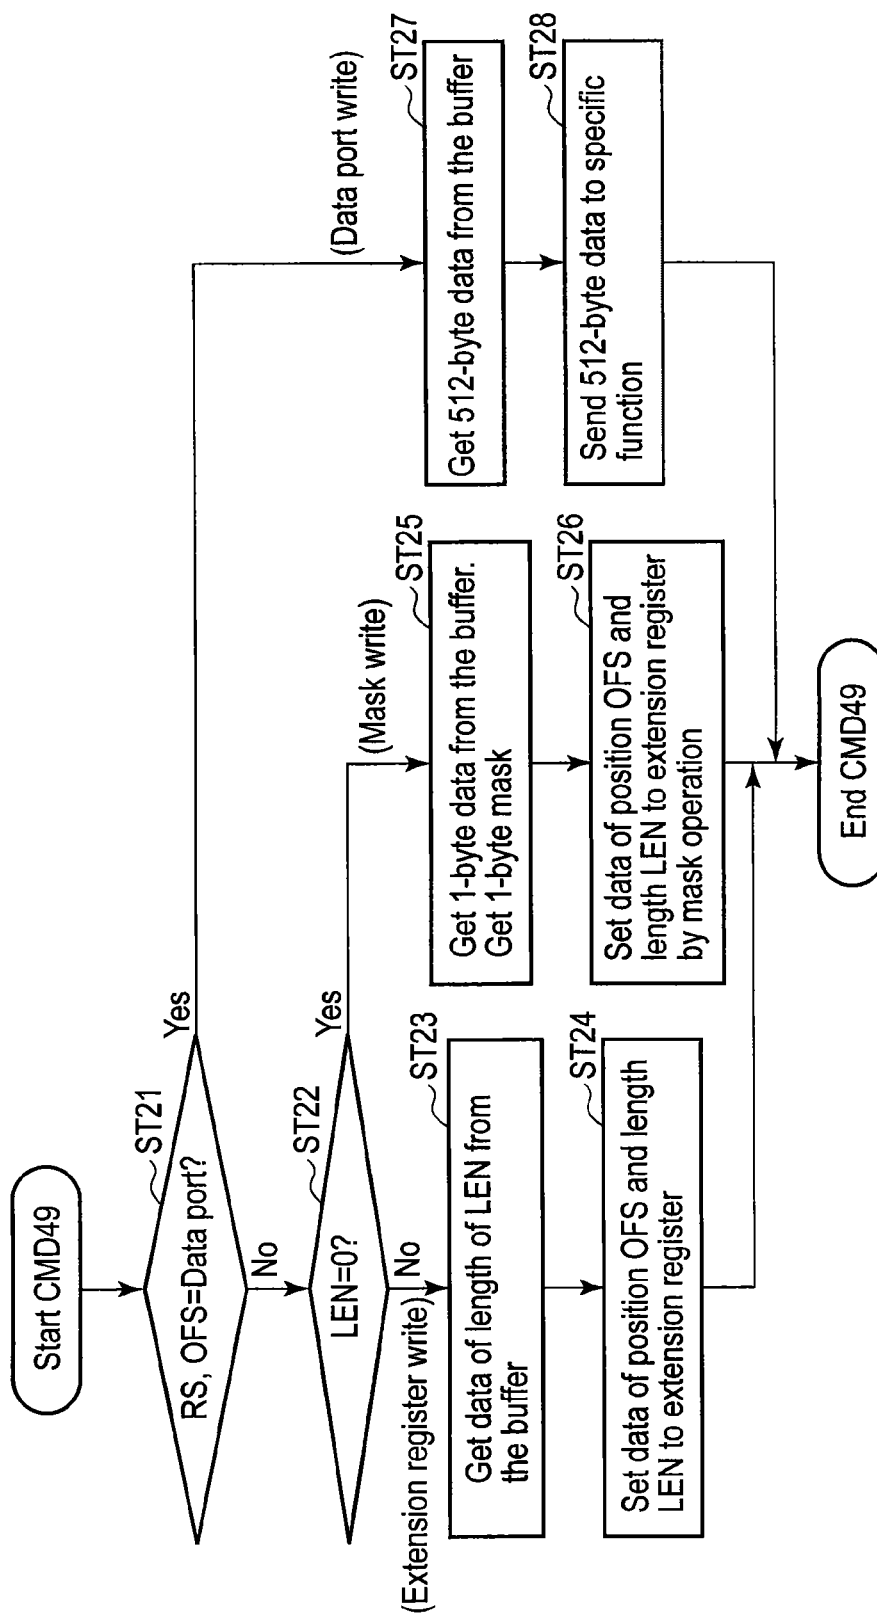 Start CMD49
ST21
RS, OFS=Data port?
Yes
No
ST22
LEN=0?
Yes
No
(Extension register write)
ST23
Get data of length of LEN from
the buffer
ST24
Set data of position OFS and length
LEN to extension register
(Mask write)
ST25
Get 1-byte data from the buffer.
Get 1-byte mask
ST26
Set data of position OFS and
length LEN to extension register
by mask operation
(Data port write)
ST27
Get 512-byte data from the buffer
ST28
Send 512-byte data to specific
function
End CMD49